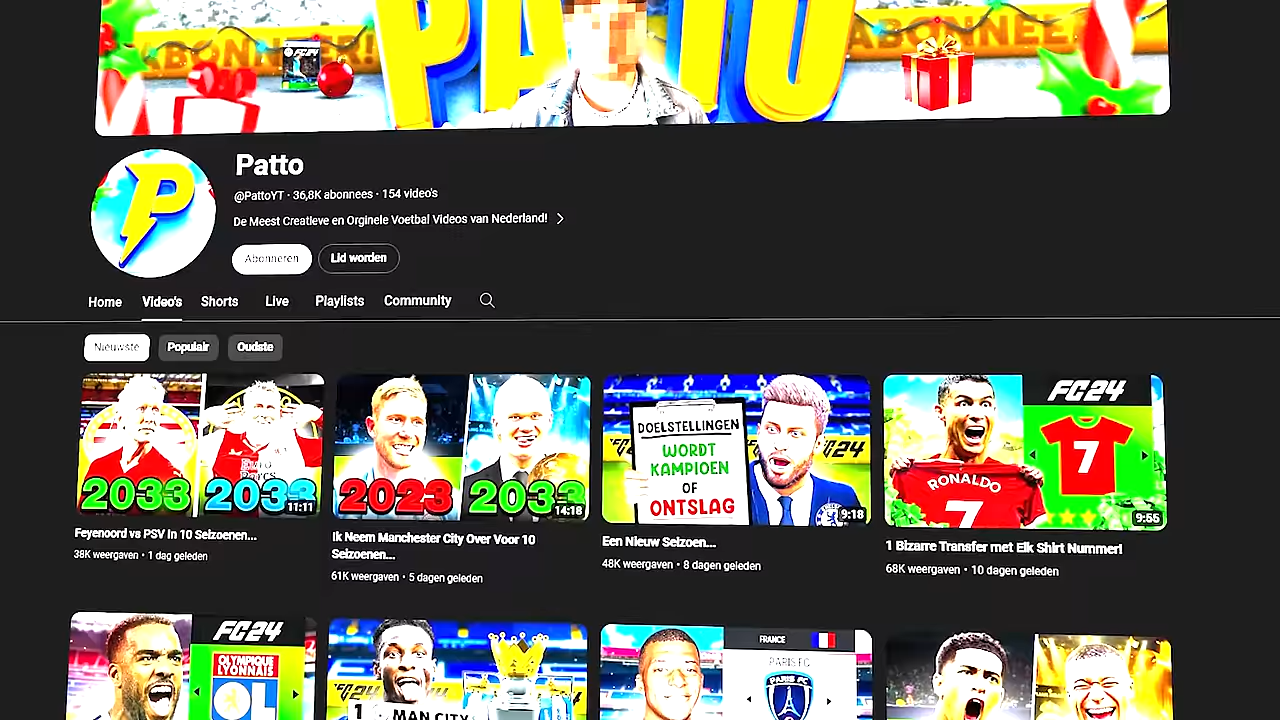 ABONNEER!
PATTO
ABONNEE
FC24
Patto
@PattoYT · 36,8K abonnees · 154 video's
De Meest Creatieve en Orginele Voetbal Videos van Nederland!
Abonneren
Lid worden
Home Video's Shorts Live Playlists Community
Nieuwste Populair Oudste
2033 2033 11:11
2023 2033 14:18
DOELSTELLINGEN
WORDT
KAMPIOEN
OF
ONTSLAG
24
9:18
FC24
RONALDO
7
7
9:55
Feyenoord vs PSV In 10 Seizoenen...
38K weergaven • 1 dag geleden
Ik Neem Manchester City Over Voor 10
Seizoenen...
61K weergaven • 5 dagen geleden
Een Nieuw Seizoen...
48K weergaven • 8 dagen geleden
1 Bizarre Transfer met Elk Shirt Nummer!
68K weergaven • 10 dagen geleden
FC24
OLYMPIQUE
LYONNAIS
1 MAN CITY
FRANCE
PARIS FC
PARIS FC